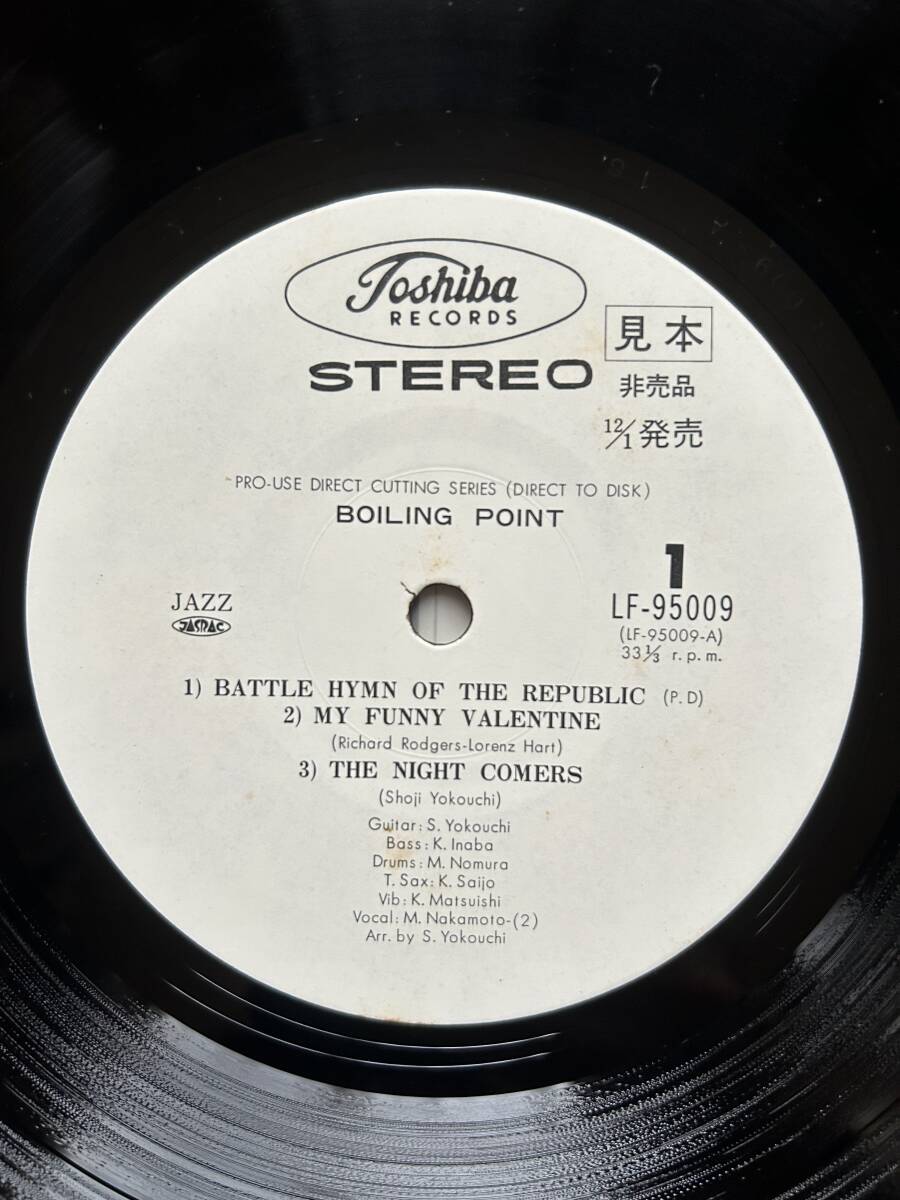 Toshiba
RECORDS
STEREO
見本
非売品
12/1発売
PRO-USE DIRECT CUTTING SERIES (DIRECT TO DISK)
BOILING POINT
JAZZ
JASRAC
1
LF-95009
(LF-95009-A)
33 1/3 r.p.m.
1) BATTLE HYMN OF THE REPUBLIC (P.D)
2) MY FUNNY VALENTINE
(Richard Rodgers-Lorenz Hart)
3) THE NIGHT COMERS
(Shoji Yokouchi)
Guitar: S. Yokouchi
Bass: K. Inaba
Drums: M. Nomura
T. Sax: K. Saijo
Vib: K. Matsuishi
Vocal: M. Nakamoto-(2)
Arr. by S. Yokouchi